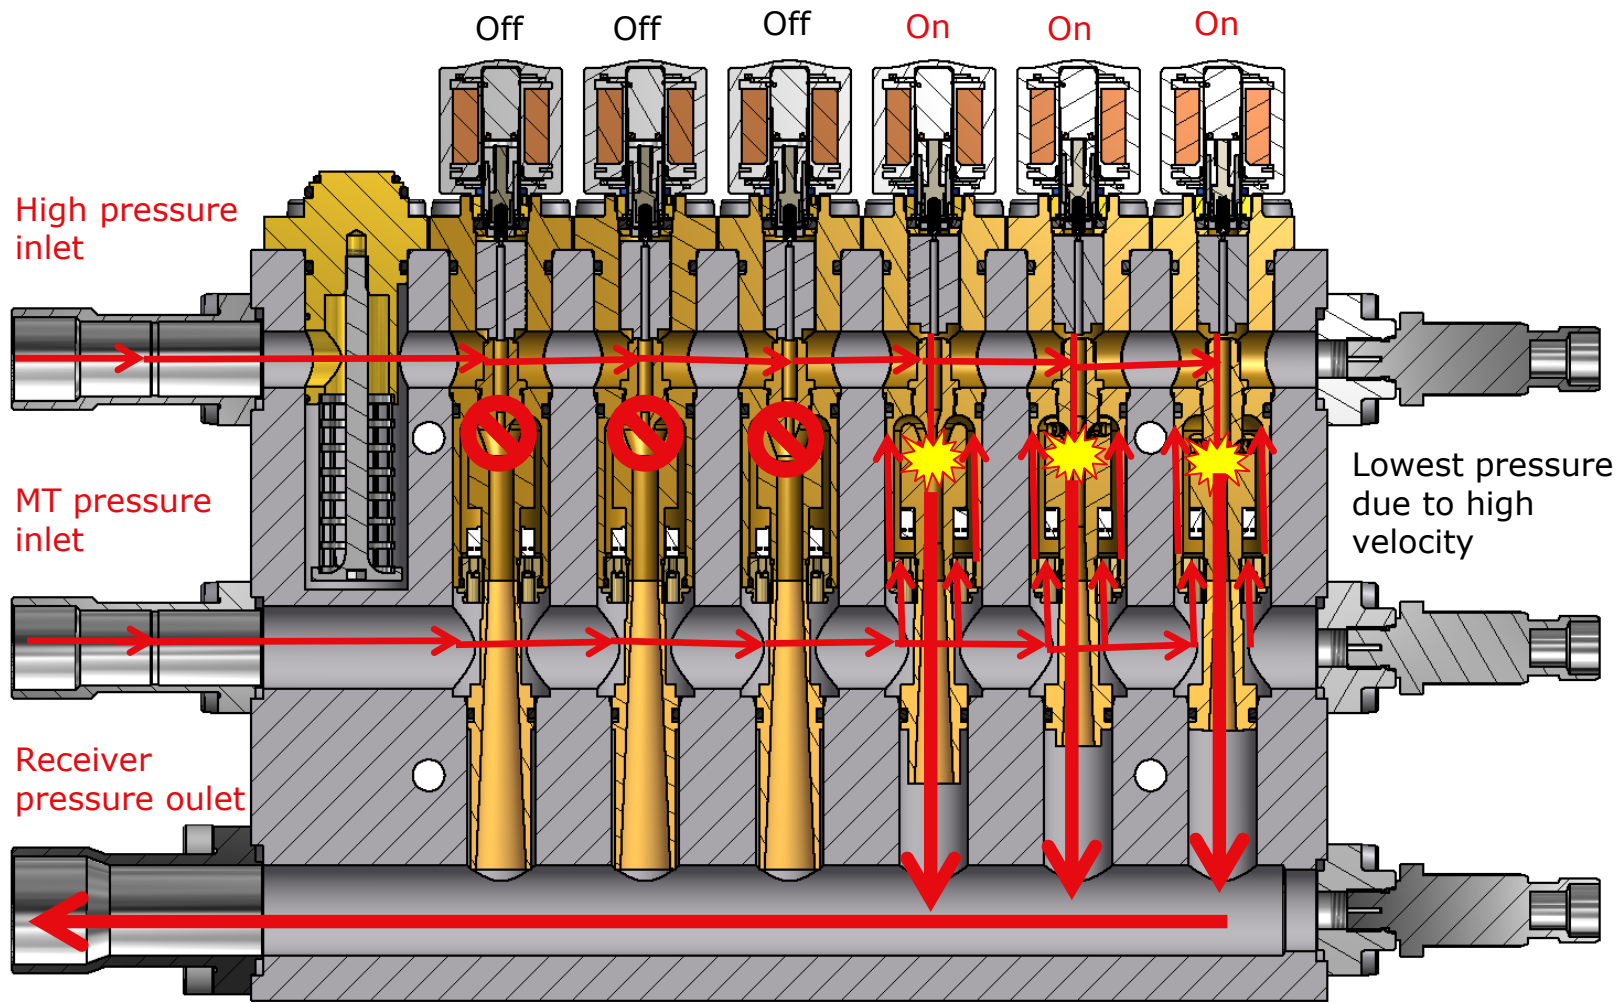 Off
Off
Off
On
On
On
High pressure
inlet
MT pressure
inlet
Lowest pressure
due to high
velocity
Receiver
pressure oulet